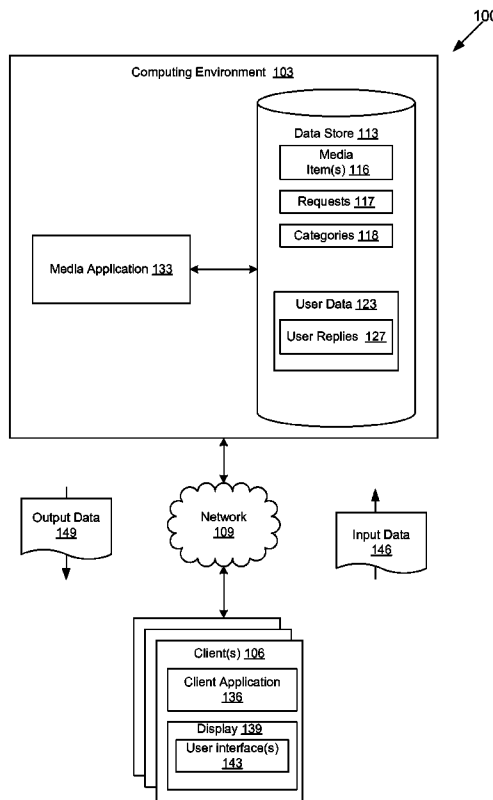 100
Computing Environment 103
Data Store 113
Media
Item(s) 116
Requests 117
Categories 118
Media Application 133
User Data 123
User Replies 127
Output Data
149
Network
109
Input Data
146
Client(s) 106
Client Application
136
Display 139
User interface(s)
143